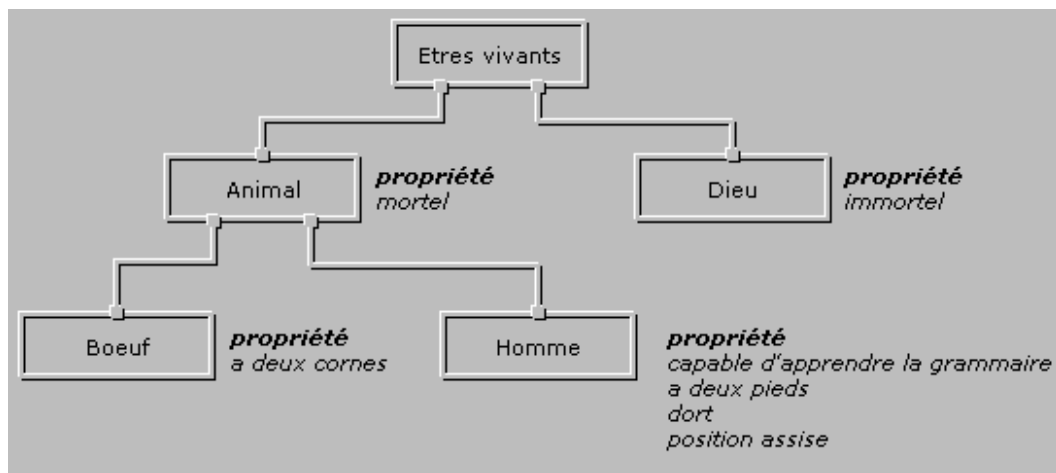 Etres vivants
Animal
propriété
mortel
Dieu
propriété
immortel
Boeuf
propriété
a deux cornes
Homme
propriété
capable d'apprendre la grammaire
a deux pieds
dort
position assise